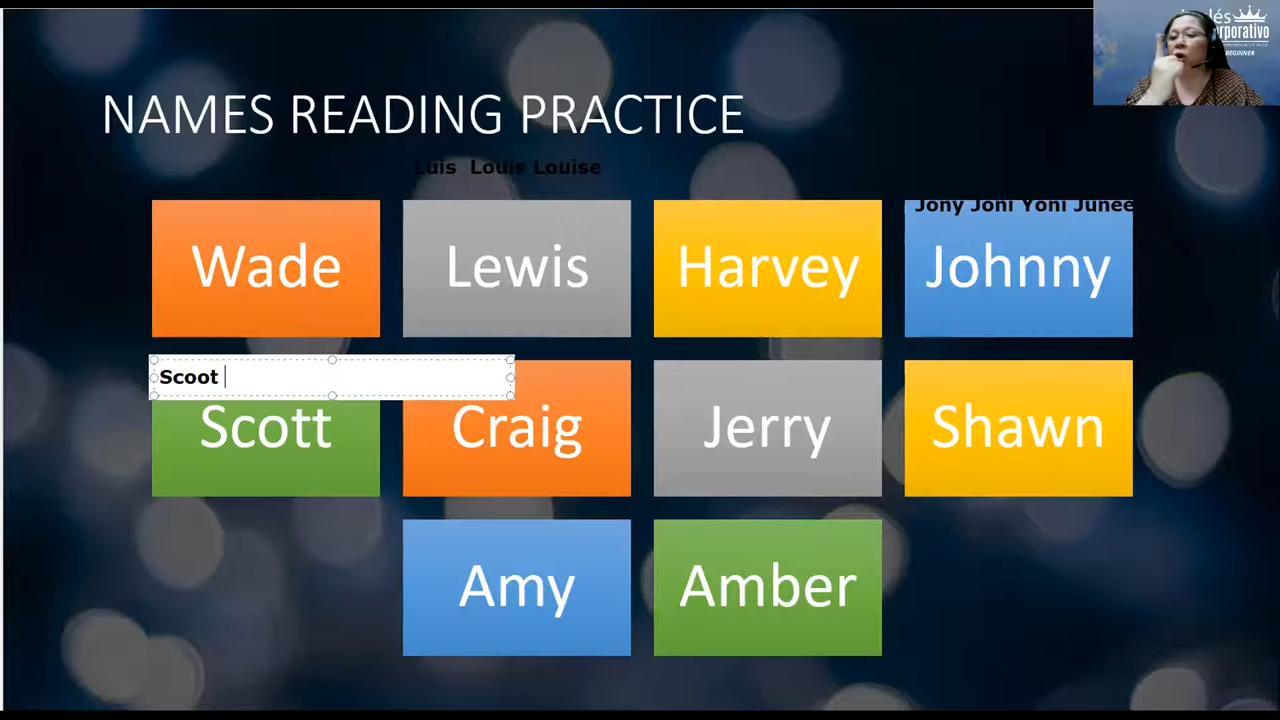 NAMES READING PRACTICE
Luis Louis Louise
Jony Joni Yoni Junee
Wade
Lewis
Harvey
Johnny
Scoot
Scott
Craig
Jerry
Shawn
Amy
Amber
BEGINNER